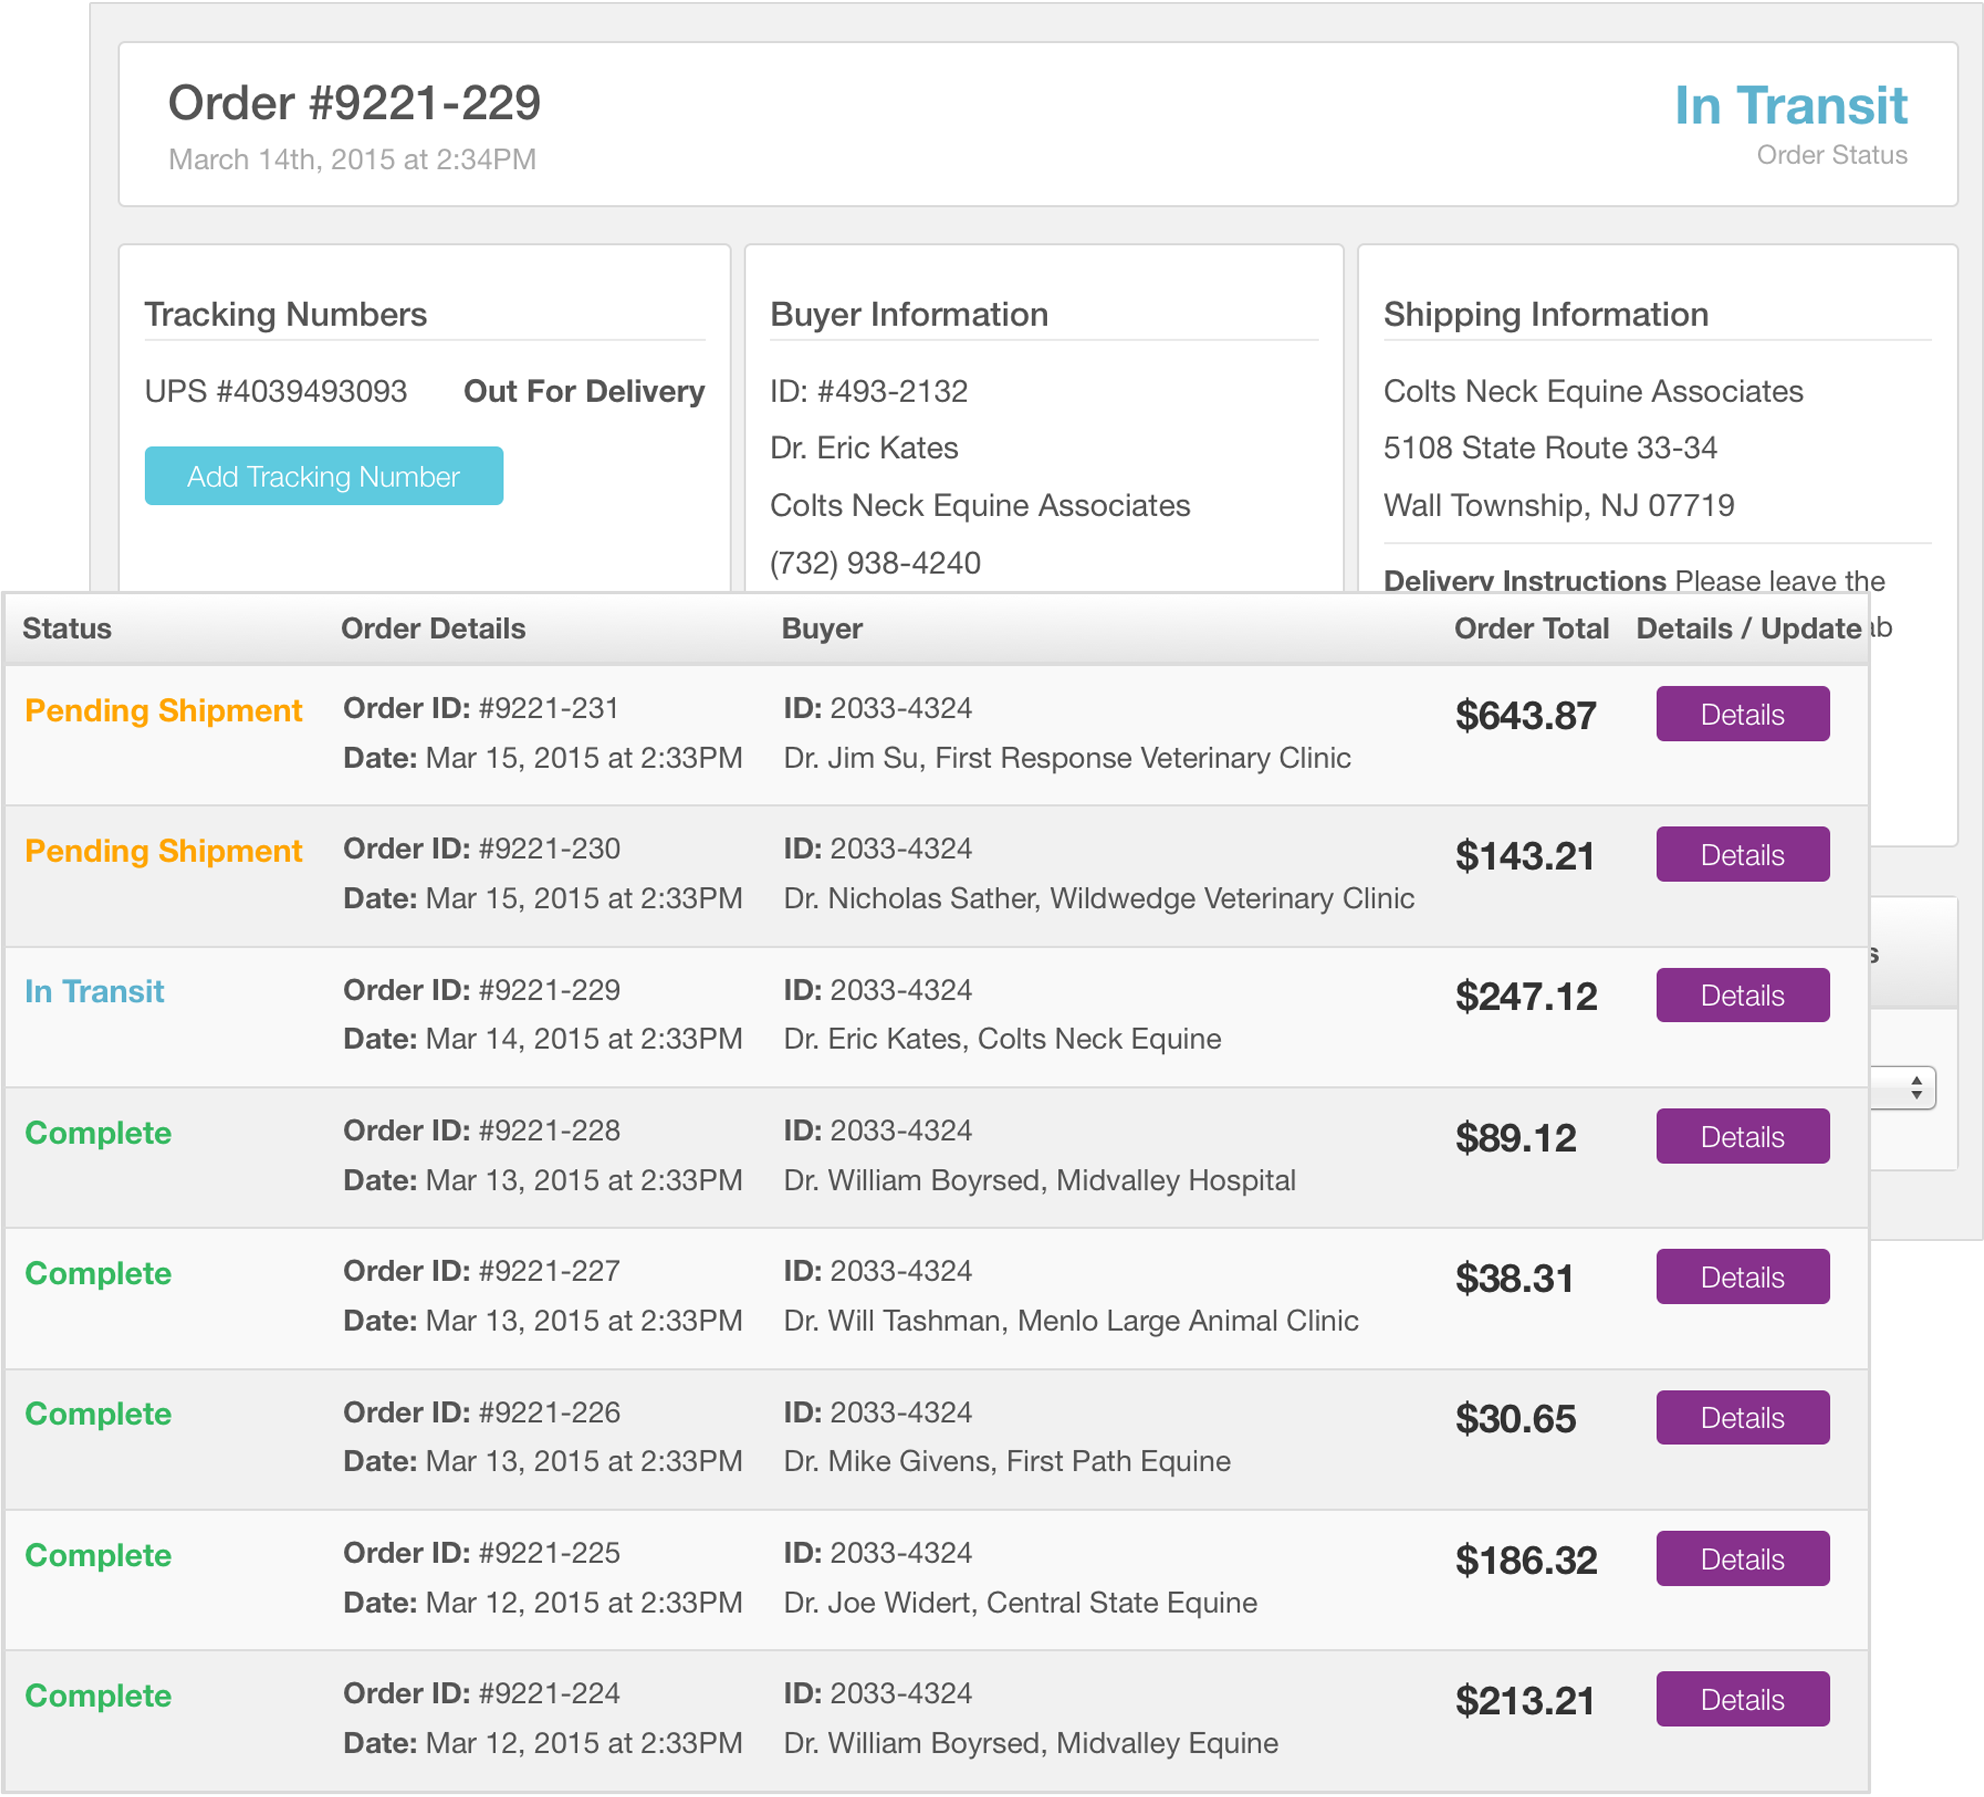 Order #9221-229
In Transit
March 14th, 2015 at 2:34PM
Order Status
Tracking Numbers
UPS #4039493093 Out For Delivery
Add Tracking Number
Buyer Information
ID: #493-2132
Dr. Eric Kates
Colts Neck Equine Associates
(732) 938-4240
Shipping Information
Colts Neck Equine Associates
5108 State Route 33-34
Wall Township, NJ 07719
Delivery Instructions Please leave the
Status Order Details Buyer Order Total Details / Update
Pending Shipment Order ID: #9221-231 ID: 2033-4324 $643.87 Details
Date: Mar 15, 2015 at 2:33PM Dr. Jim Su, First Response Veterinary Clinic
Pending Shipment Order ID: #9221-230 ID: 2033-4324 $143.21 Details
Date: Mar 15, 2015 at 2:33PM Dr. Nicholas Sather, Wildwedge Veterinary Clinic
In Transit Order ID: #9221-229 ID: 2033-4324 $247.12 Details
Date: Mar 14, 2015 at 2:33PM Dr. Eric Kates, Colts Neck Equine
Complete Order ID: #9221-228 ID: 2033-4324 $89.12 Details
Date: Mar 13, 2015 at 2:33PM Dr. William Boyrsed, Midvalley Hospital
Complete Order ID: #9221-227 ID: 2033-4324 $38.31 Details
Date: Mar 13, 2015 at 2:33PM Dr. Will Tashman, Menlo Large Animal Clinic
Complete Order ID: #9221-226 ID: 2033-4324 $30.65 Details
Date: Mar 13, 2015 at 2:33PM Dr. Mike Givens, First Path Equine
Complete Order ID: #9221-225 ID: 2033-4324 $186.32 Details
Date: Mar 12, 2015 at 2:33PM Dr. Joe Widert, Central State Equine
Complete Order ID: #9221-224 ID: 2033-4324 $213.21 Details
Date: Mar 12, 2015 at 2:33PM Dr. William Boyrsed, Midvalley Equine